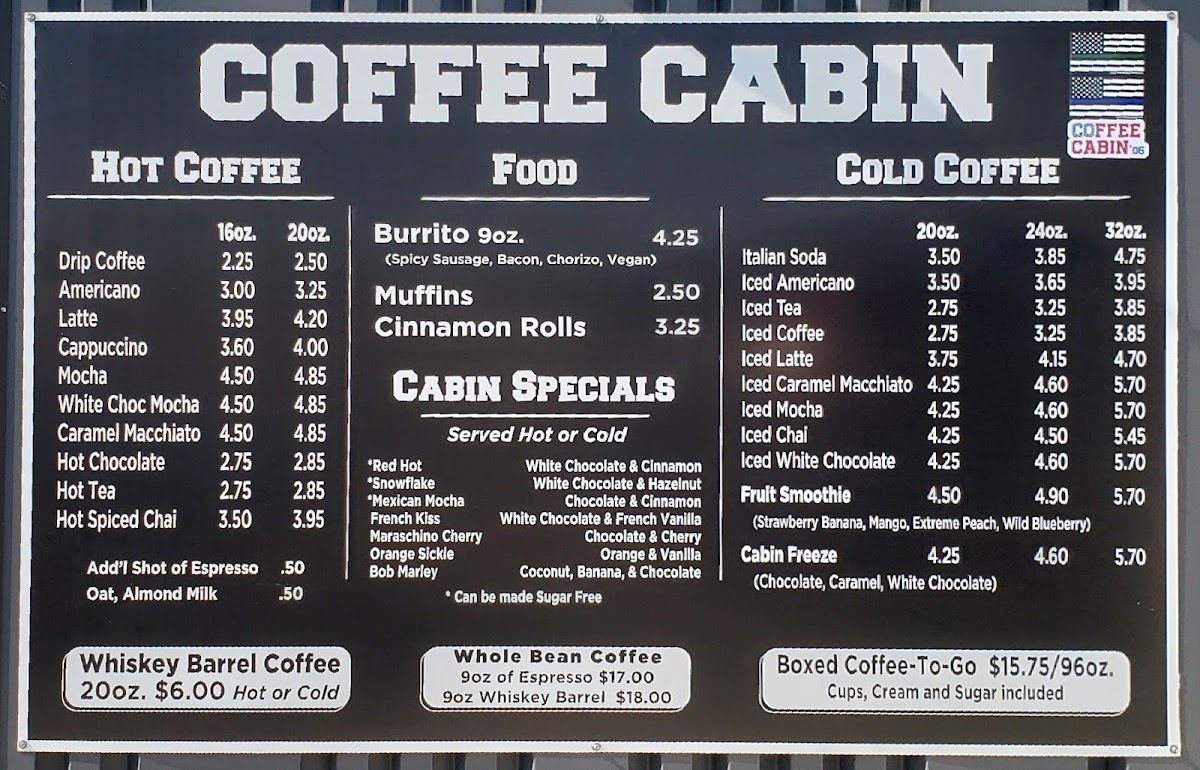 COFFEE CABIN
COFFEE
CABIN '06
HOT COFFEE
16oz. 20oz.
Drip Coffee 2.25 2.50
Americano 3.00 3.25
Latte 3.95 4.20
Cappuccino 3.60 4.00
Mocha 4.50 4.85
White Choc Mocha 4.50 4.85
Caramel Macchiato 4.50 4.85
Hot Chocolate 2.75 2.85
Hot Tea 2.75 2.85
Hot Spiced Chai 3.50 3.95
Add'l Shot of Espresso .50
Oat, Almond Milk .50
Whiskey Barrel Coffee
20oz. $6.00 Hot or Cold
FOOD
Burrito 9oz. 4.25
(Spicy Sausage, Bacon, Chorizo, Vegan)
Muffins 2.50
Cinnamon Rolls 3.25
CABIN SPECIALS
Served Hot or Cold
*Red Hot White Chocolate & Cinnamon
*Snowflake White Chocolate & Hazelnut
*Mexican Mocha Chocolate & Cinnamon
French Kiss White Chocolate & French Vanilla
Maraschino Cherry Chocolate & Cherry
Orange Sickle Orange & Vanilla
Bob Marley Coconut, Banana, & Chocolate
* Can be made Sugar Free
Whole Bean Coffee
9oz of Espresso $17.00
9oz Whiskey Barrel $18.00
COLD COFFEE
20oz. 24oz. 32oz.
Italian Soda 3.50 3.85 4.75
Iced Americano 3.50 3.65 3.95
Iced Tea 2.75 3.25 3.85
Iced Coffee 2.75 3.25 3.85
Iced Latte 3.75 4.15 4.70
Iced Caramel Macchiato 4.25 4.60 5.70
Iced Mocha 4.25 4.60 5.70
Iced Chai 4.25 4.50 5.45
Iced White Chocolate 4.25 4.60 5.70
Fruit Smoothie 4.50 4.90 5.70
(Strawberry Banana, Mango, Extreme Peach, Wild Blueberry)
Cabin Freeze 4.25 4.60 5.70
(Chocolate, Caramel, White Chocolate)
Boxed Coffee-To-Go $15.75/96oz.
Cups, Cream and Sugar included